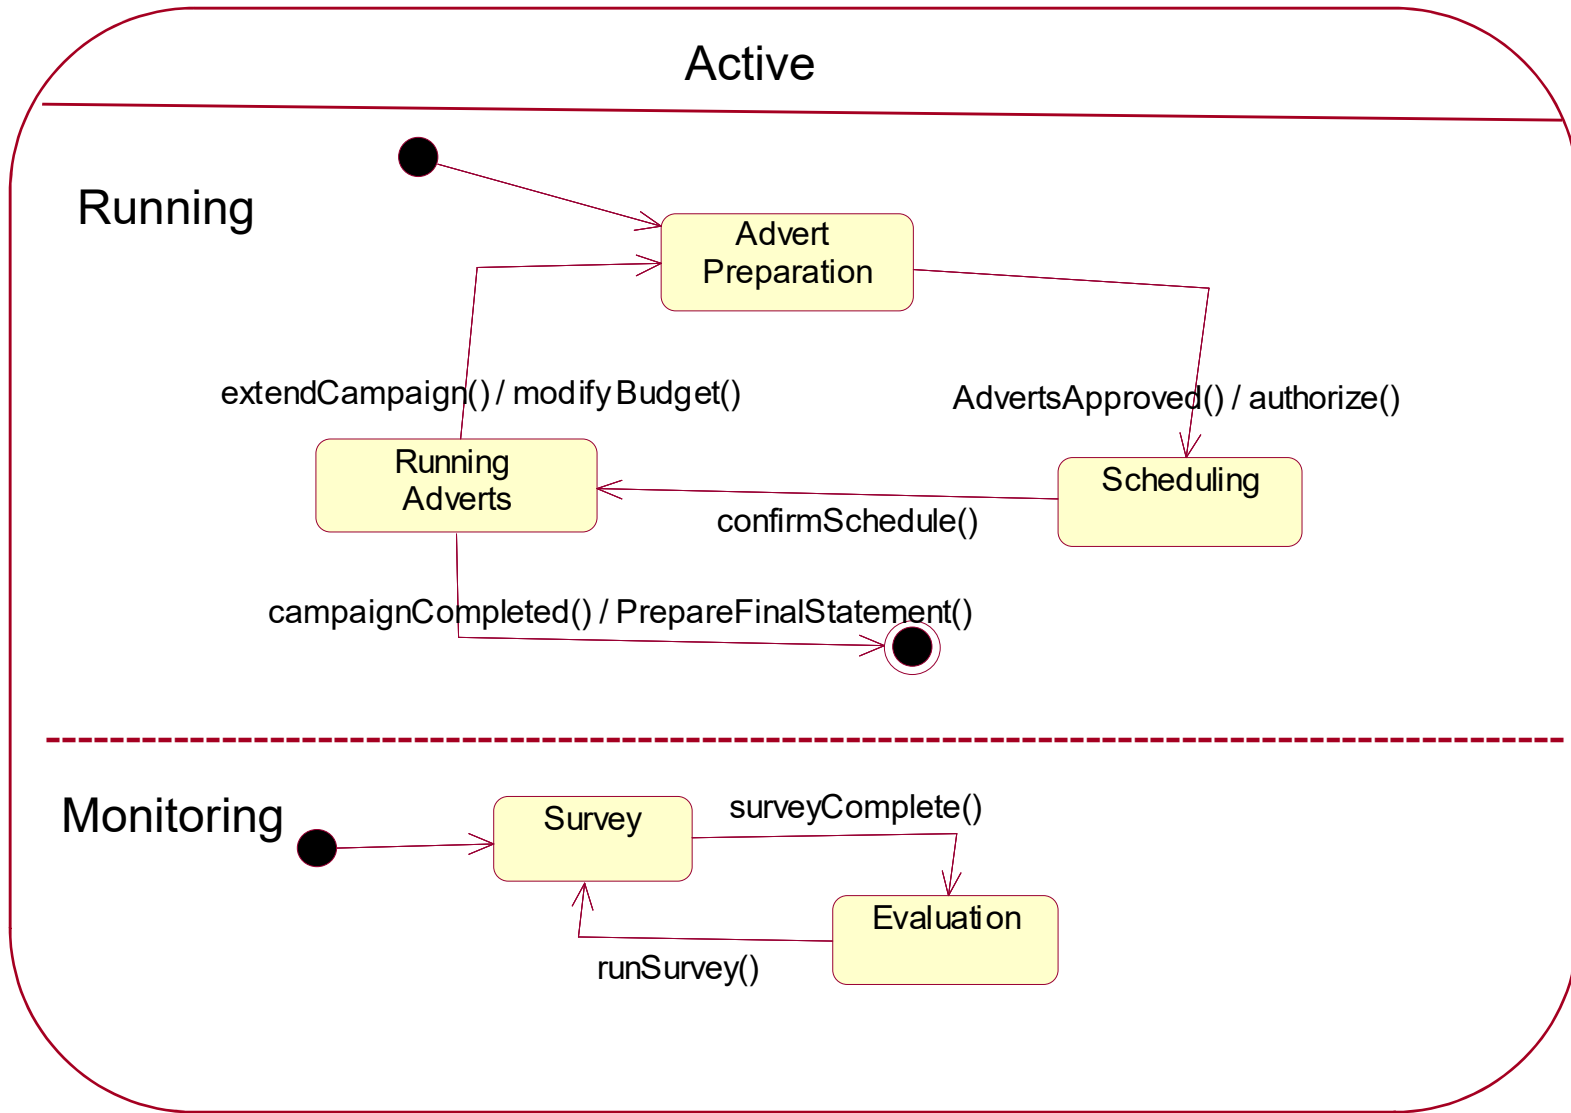 Active
Running
Advert
Preparation
extendCampaign() / modify Budget()
AdvertsApproved() / authorize()
Running
Adverts
Scheduling
confirmSchedule()
campaignCompleted() / PrepareFinalStatement()
Monitoring
Survey
surveyComplete()
Evaluation
runSurvey()